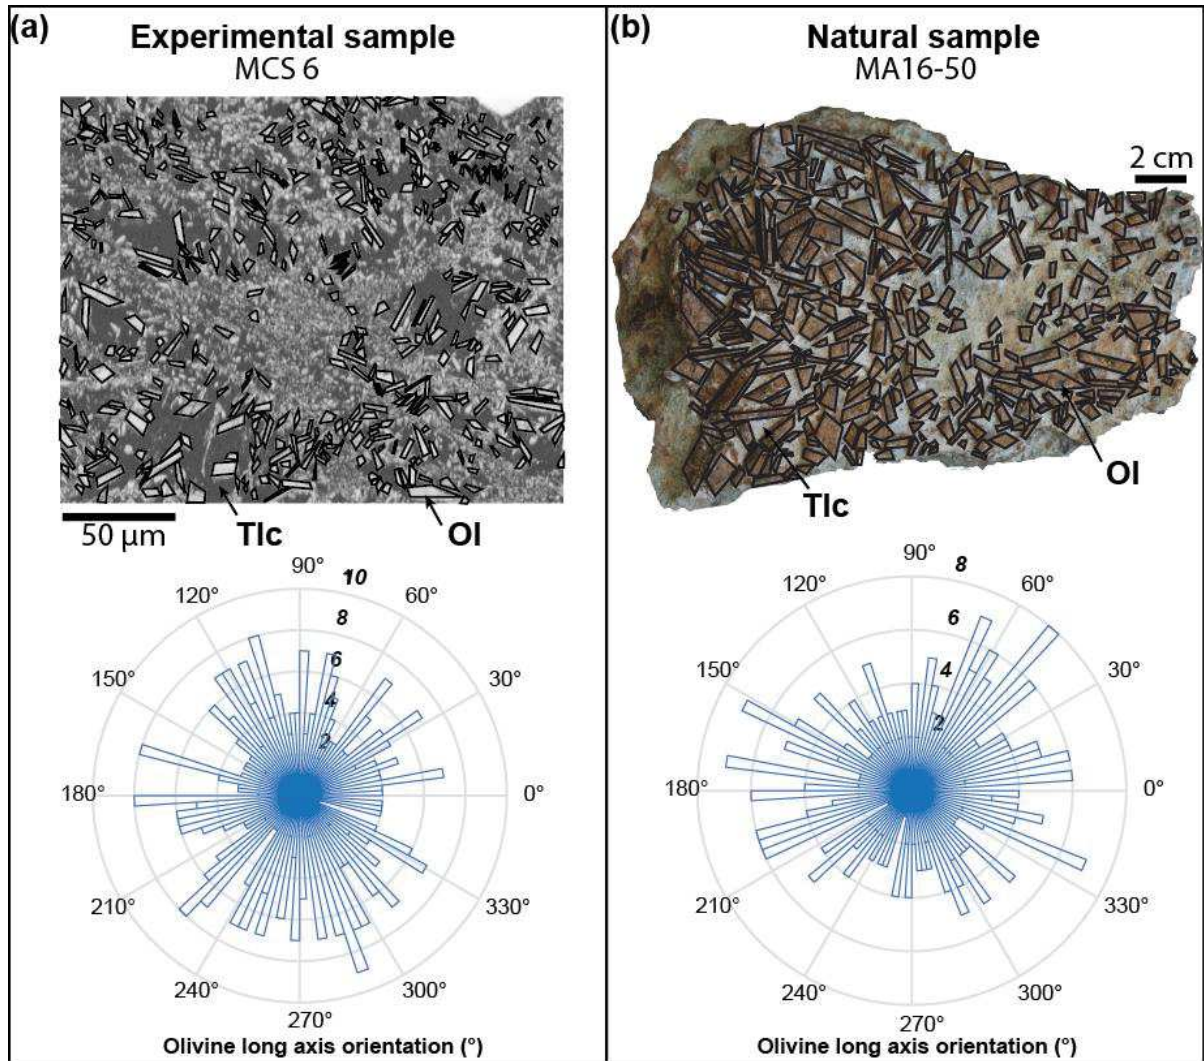 (a)
Experimental sample
MCS 6
50 µm
Tlc
Ol
90°
10
120°
60°
8
6
150°
30°
4
2
180°
0°
210°
330°
240°
300°
270°
Olivine long axis orientation (°)
(b)
Natural sample
MA16-50
2 cm
Ol
Tlc
90°
8
120°
60°
6
150°
4
30°
2
180°
0°
210°
330°
240°
300°
270°
Olivine long axis orientation (°)